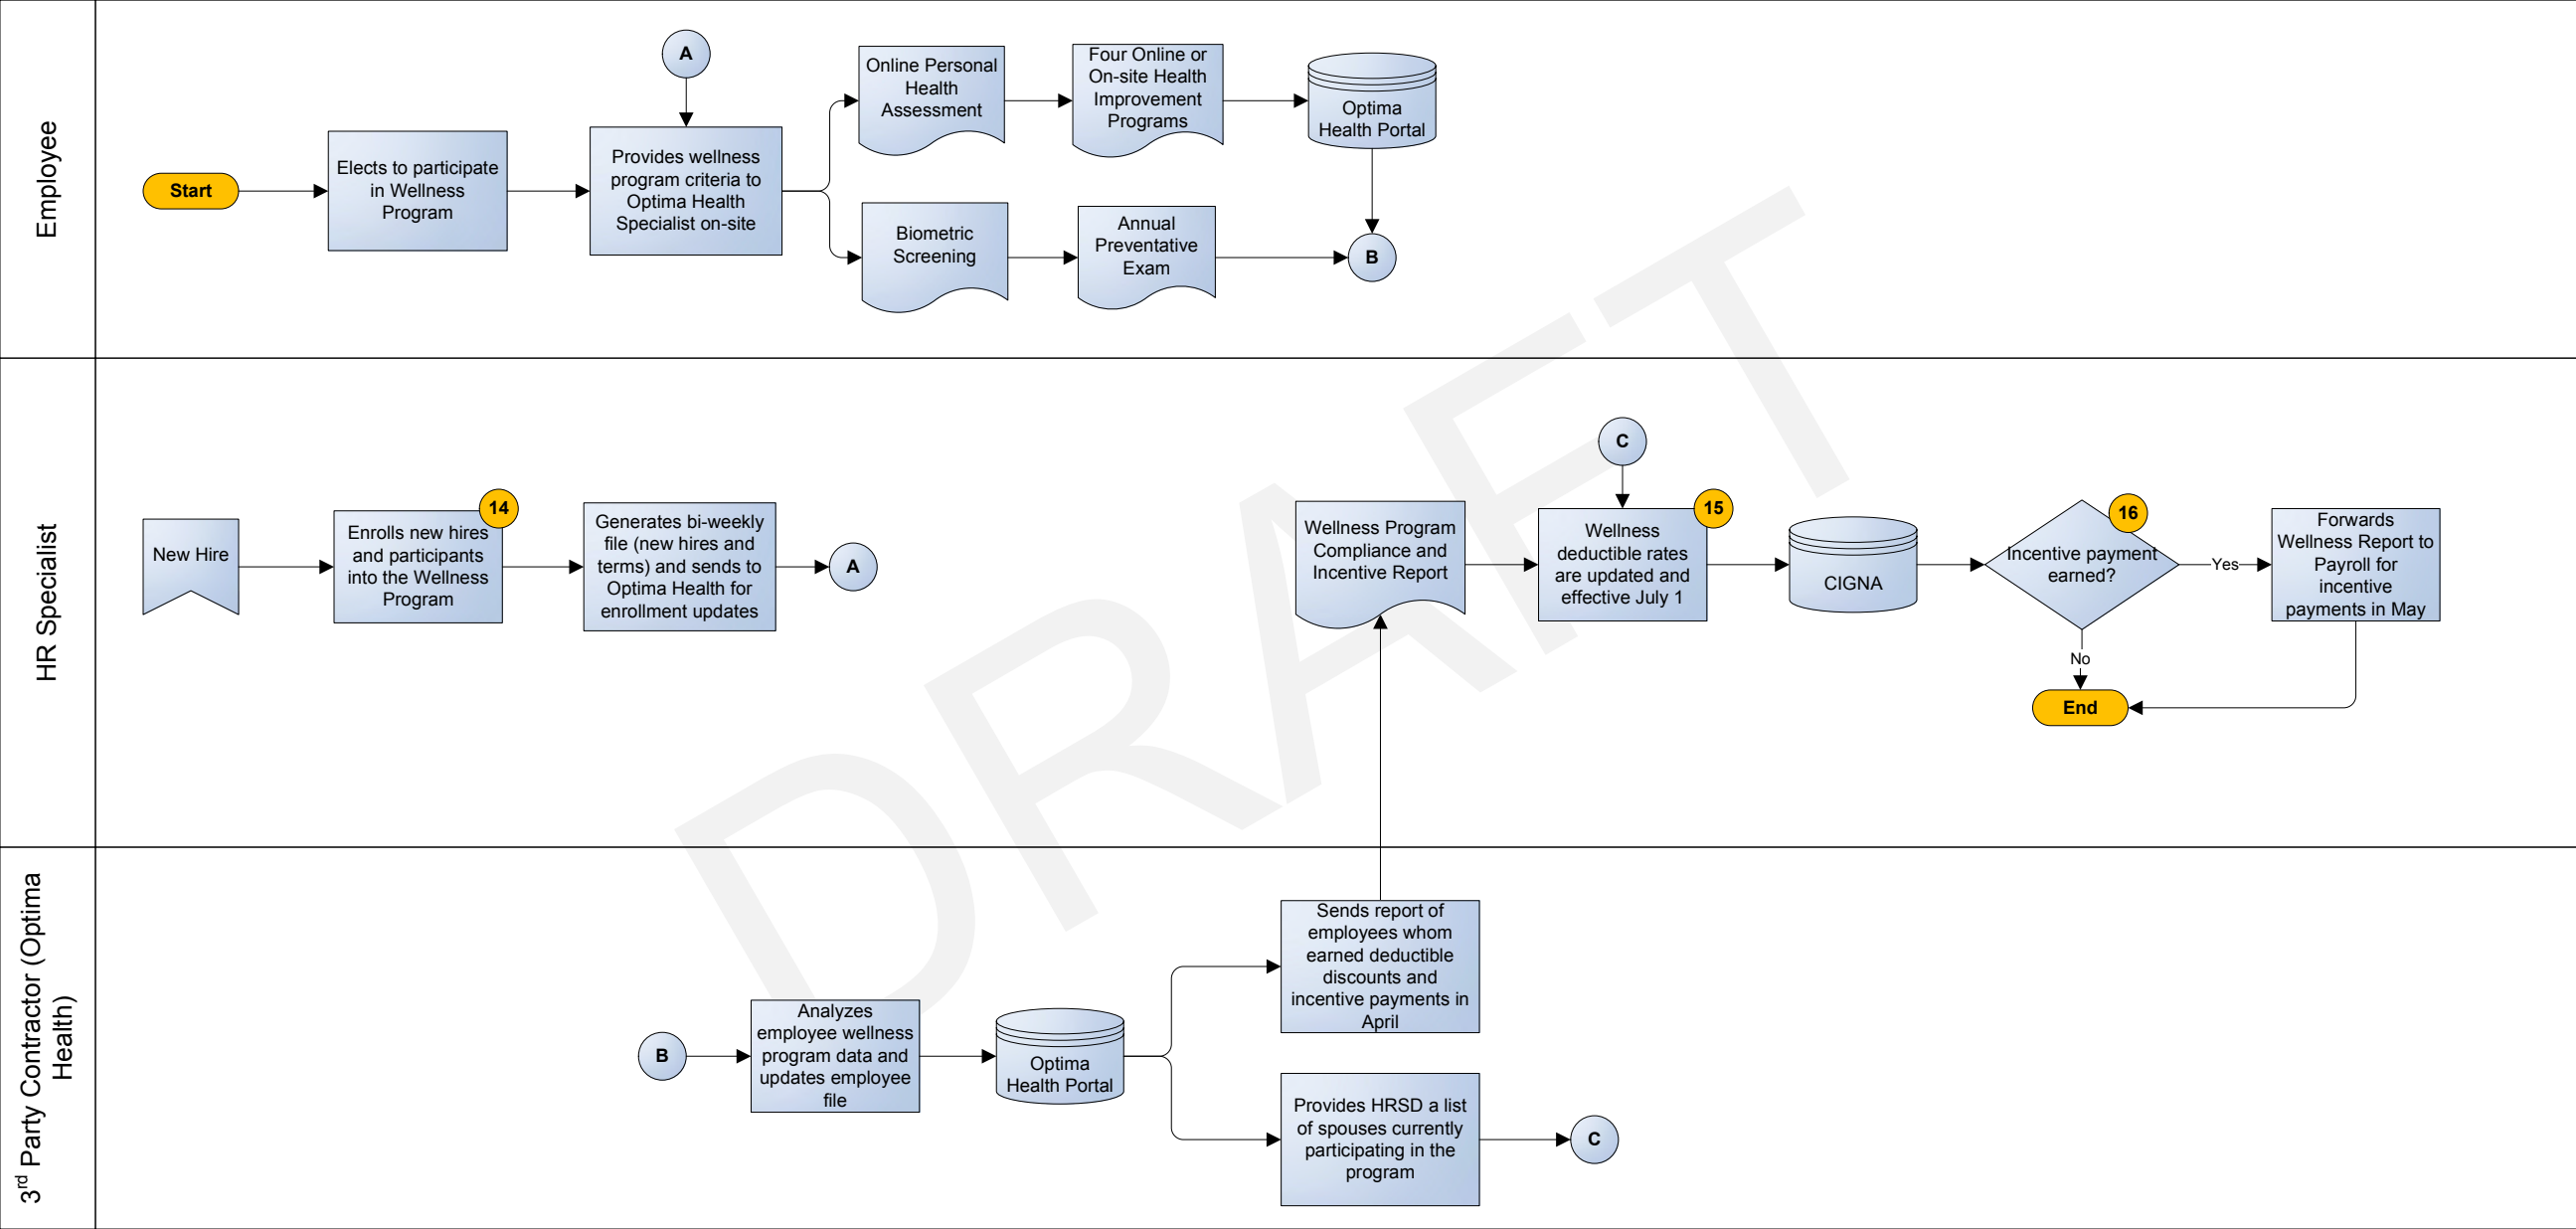 Employee
Start
Elects to participate
in Wellness
Program
A
Provides wellness
program criteria to
Optima Health
Specialist on-site
Online Personal
Health
Assessment
Four Online or
On-site Health
Improvement
Programs
Optima
Health Portal
Biometric
Screening
Annual
Preventative
Exam
B
HR Specialist
New Hire
14
Enrolls new hires
and participants
into the Wellness
Program
Generates bi-weekly
file (new hires and
terms) and sends to
Optima Health for
enrollment updates
A
Wellness Program
Compliance and
Incentive Report
C
15
Wellness
deductible rates
are updated and
effective July 1
CIGNA
16
Incentive payment
earned?
Yes
No
Forwards
Wellness Report to
Payroll for
incentive
payments in May
End
3rd Party Contractor (Optima
Health)
B
Analyzes
employee wellness
program data and
updates employee
file
Optima
Health Portal
Sends report of
employees whom
earned deductible
discounts and
incentive payments in
April
Provides HRSD a list
of spouses currently
participating in the
program
C
DRAFT